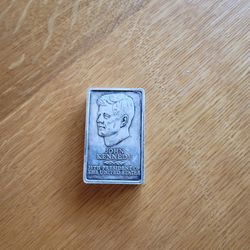 JOHN
KENNEDY
35TH PRESIDENT OF
THE UNITED STATES